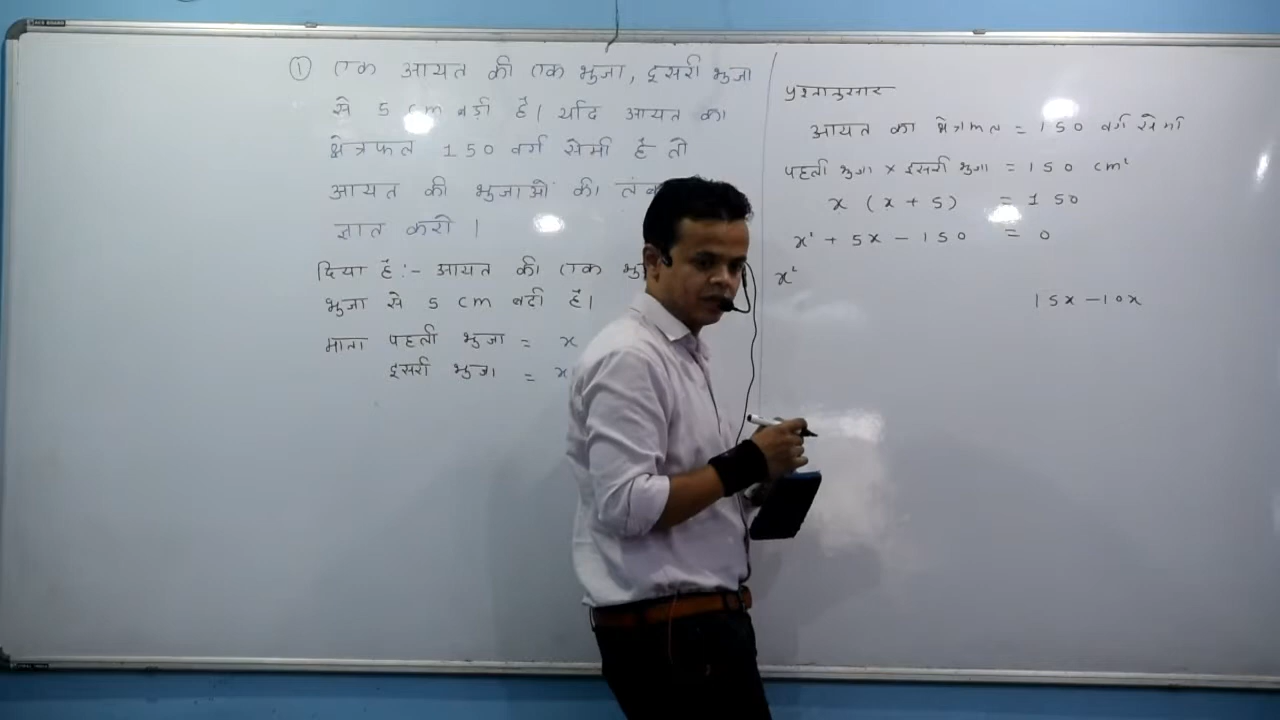 ① एक आयत की एक भुजा, दूसरी भुजा
से 5 cm बड़ी है। यदि आयत का
क्षेत्रफल 150 वर्ग सेमी है तो
आयत की भुजाओं की
ज्ञात करो।
दिया है:- आयत की एक
भुजा से 5 cm बड़ी है।
माना पहली भुजा = x
दूसरी भुजा = x
प्रश्नानुसार
आयत का क्षेत्रफल = 150 वर्ग सेमी
पहली भुजा × दूसरी भुजा = 150 cm²
x (x + 5) = 150
x² + 5x - 150 = 0
x²
15x - 10x